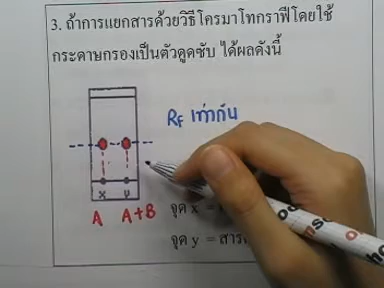 3. ถ้าการแยกสารด้วยวิธีโครมาโทกราฟีโดยใช้
กระดาษกรองเป็นตัวดูดซับ ได้ผลดังนี้
Rf เท่ากัน
x y
A A+B
จุด x =
จุด y = สาร